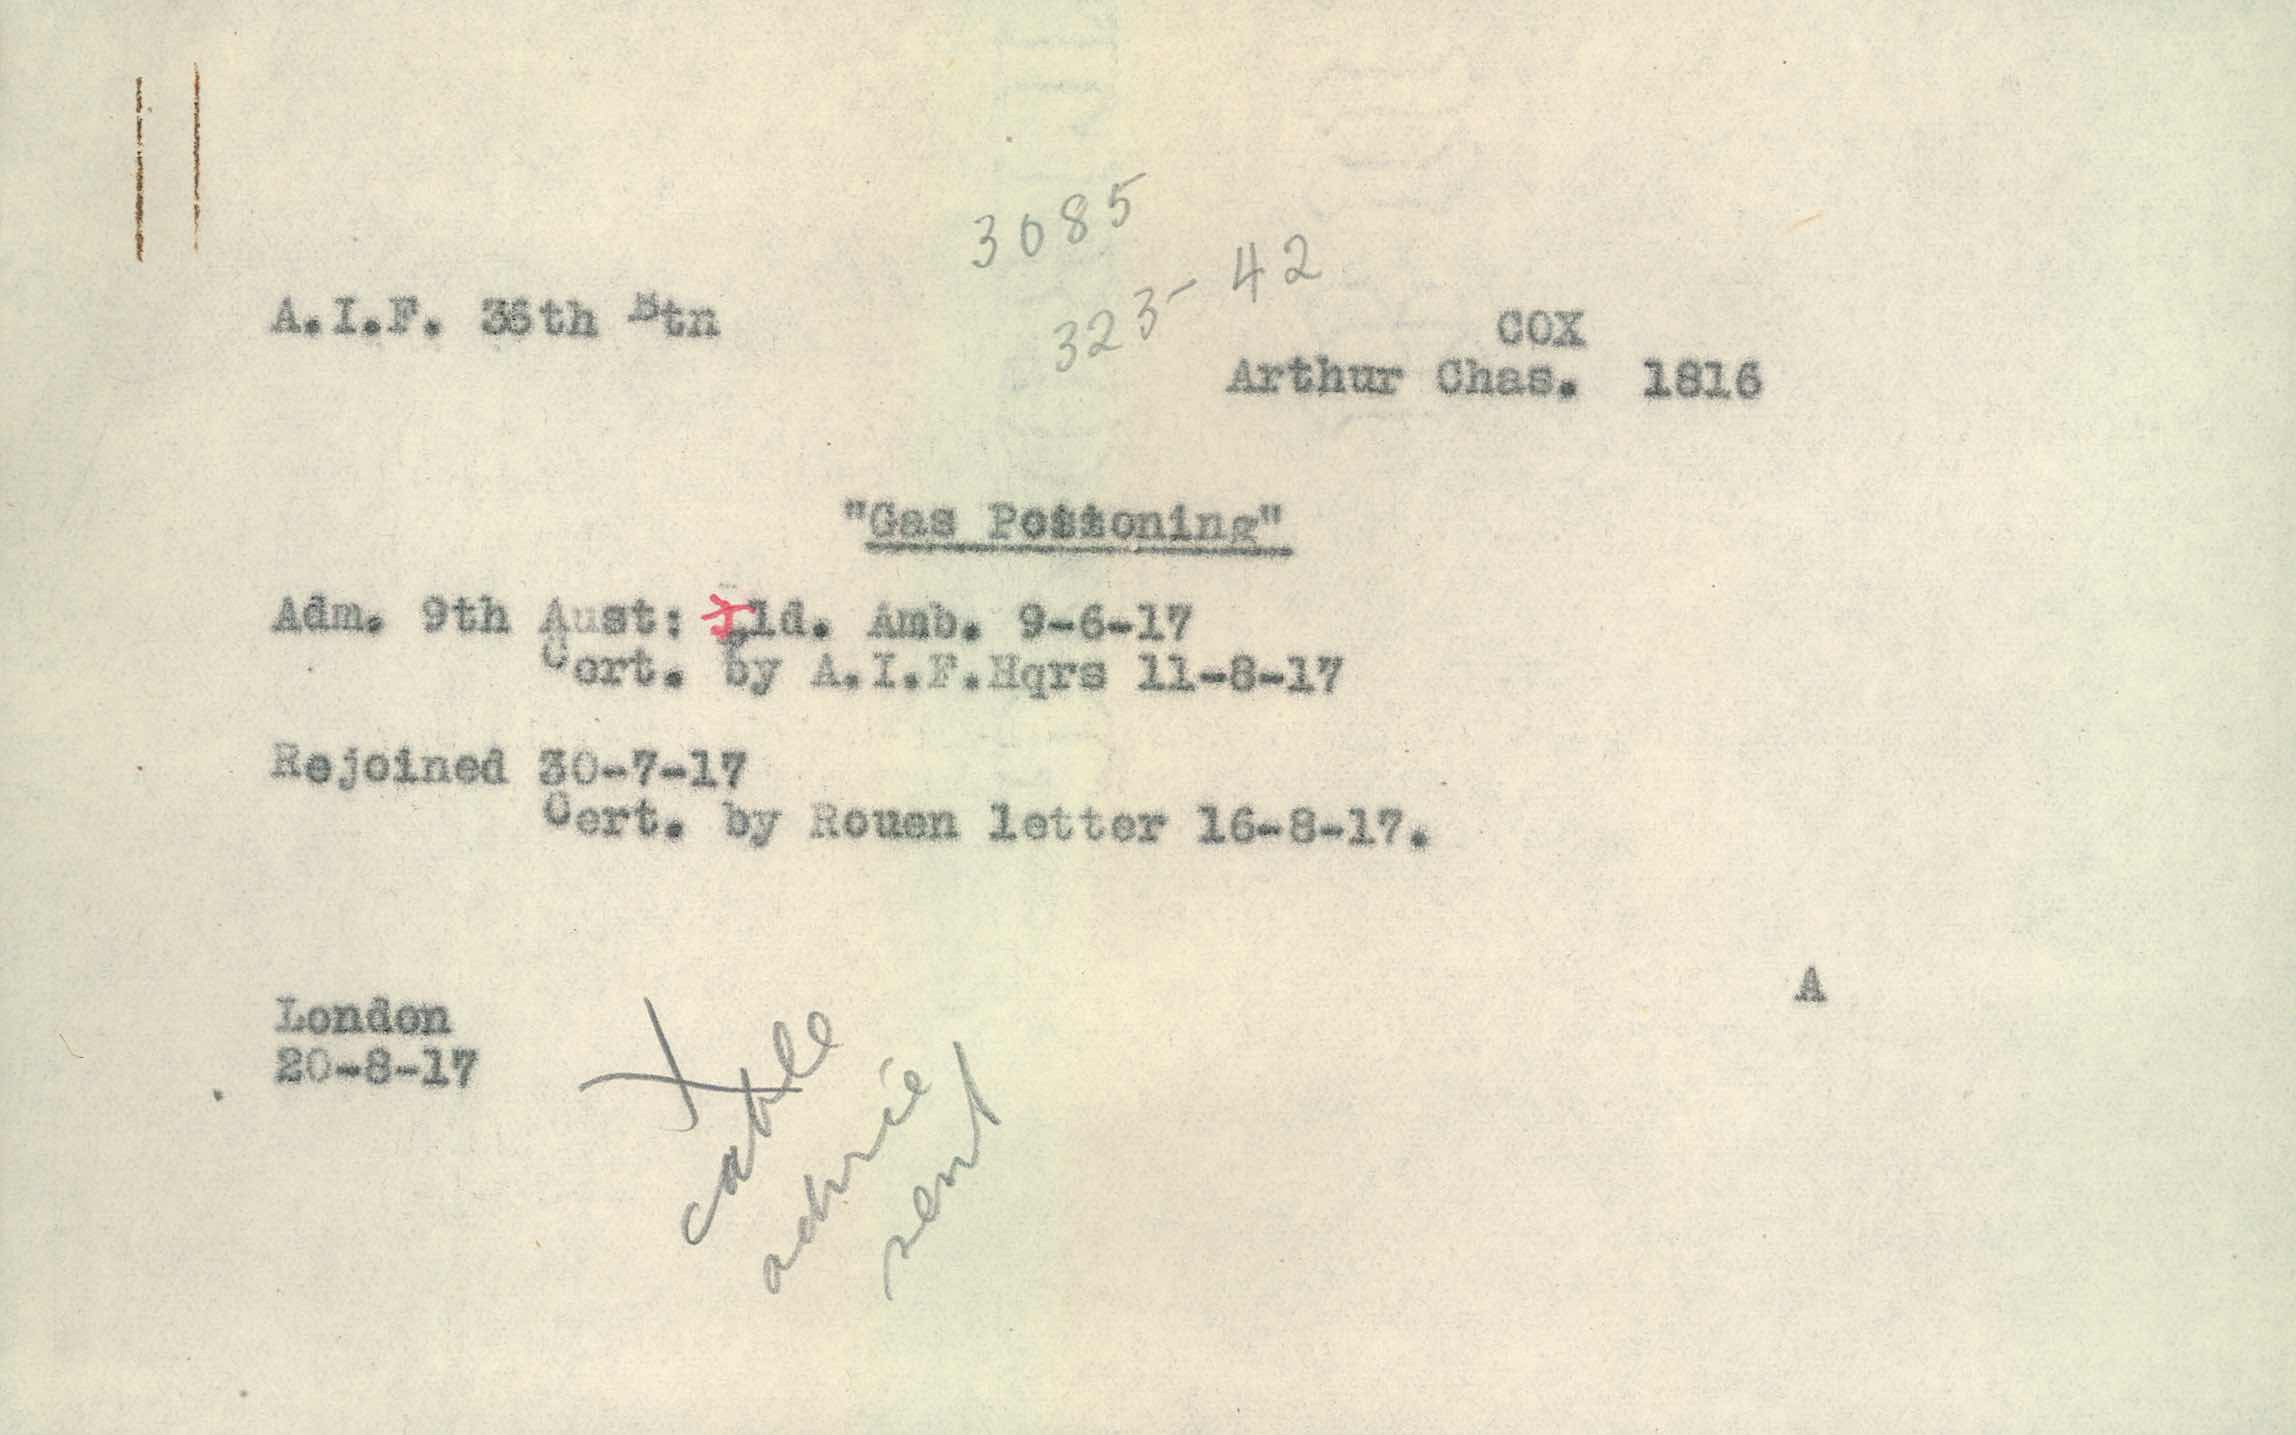 3085
323-42
A.I.F. 36th Btn
COX
Arthur Chas. 1816
"Gas Poisoning"
Adm. 9th Aust: Fld. Amb. 9-6-17
Cert. by A.I.F.Hqrs 11-8-17
Rejoined 30-7-17
Cert. by Rouen letter 16-8-17.
A
London
20-8-17
cable
advice
sent